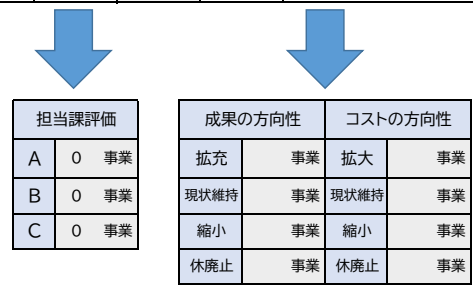 担当課評価
A 0 事業
B 0 事業
C 0 事業
成果の方向性 コストの方向性
拡充 事業 拡大 事業
現状維持 事業 現状維持 事業
縮小 事業 縮小 事業
休廃止 事業 休廃止 事業